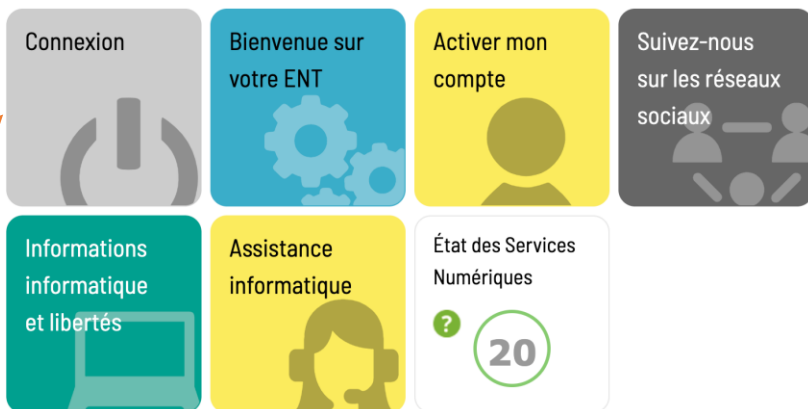 Connexion
Bienvenue sur
votre ENT
Activer mon
compte
Suivez-nous
sur les réseaux
sociaux
Informations
informatique
et libertés
Assistance
informatique
État des Services
Numériques
?
20